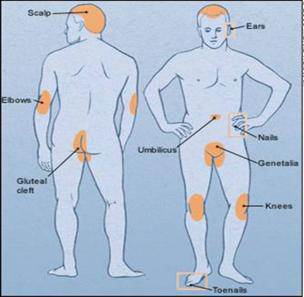 Scalp
Ears
Elbows
Nails
Umbilicus
Genetalia
Gluteal
cleft
Knees
Toenails